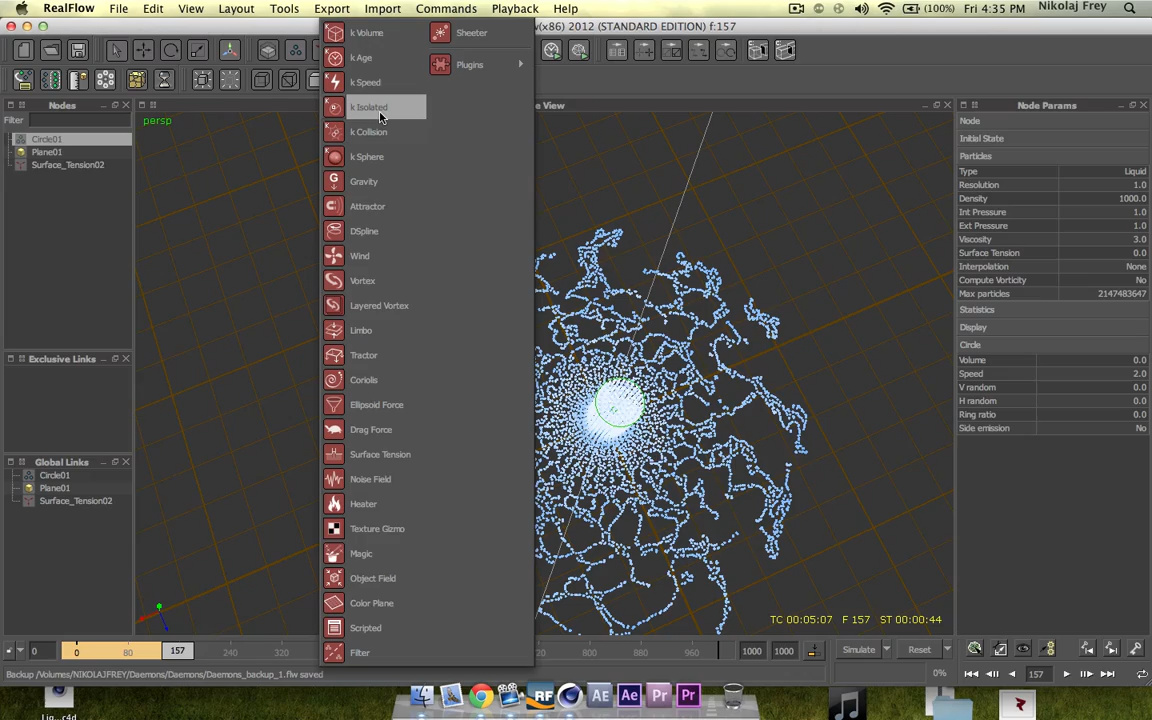 RealFlow File Edit View Layout Tools Export Import Commands Playback Help (100%) Fri 4:35 PM Nikolaj Frey
w(x86) 2012 (STANDARD EDITION) f:157
Nodes
Filter
Circle01
Plane01
Surface_Tension02
Exclusive Links
Global Links
Circle01
Plane01
Surface_Tension02
persp
k Volume
k Age
k Speed
k Isolated
k Collision
k Sphere
Gravity
Attractor
DSpline
Wind
Vortex
Layered Vortex
Limbo
Tractor
Coriolis
Ellipsoid Force
Drag Force
Surface Tension
Noise Field
Heater
Texture Gizmo
Magic
Object Field
Color Plane
Scripted
Filter
Sheeter
Plugins
e View
TC 00:05:07 F 157 ST 00:00:44
Node Params
Node
Initial State
Particles
Type Liquid
Resolution 1.0
Density 1000.0
Int Pressure 1.0
Ext Pressure 1.0
Viscosity 3.0
Surface Tension 0.0
Interpolation None
Compute Vorticity No
Max particles 2147483647
Statistics
Display
Circle
Volume 0.0
Speed 2.0
V random 0.0
H random 0.0
Ring ratio 0.0
Side emission No
0 0 80 157 240 320 800 880 960 1000 1000 Simulate Reset
Backup /Volumes/NIKOLAJFREY/Daemons/Daemons/Daemons_backup_1.flw saved
0% 157
RF AE Ae Pr Pr